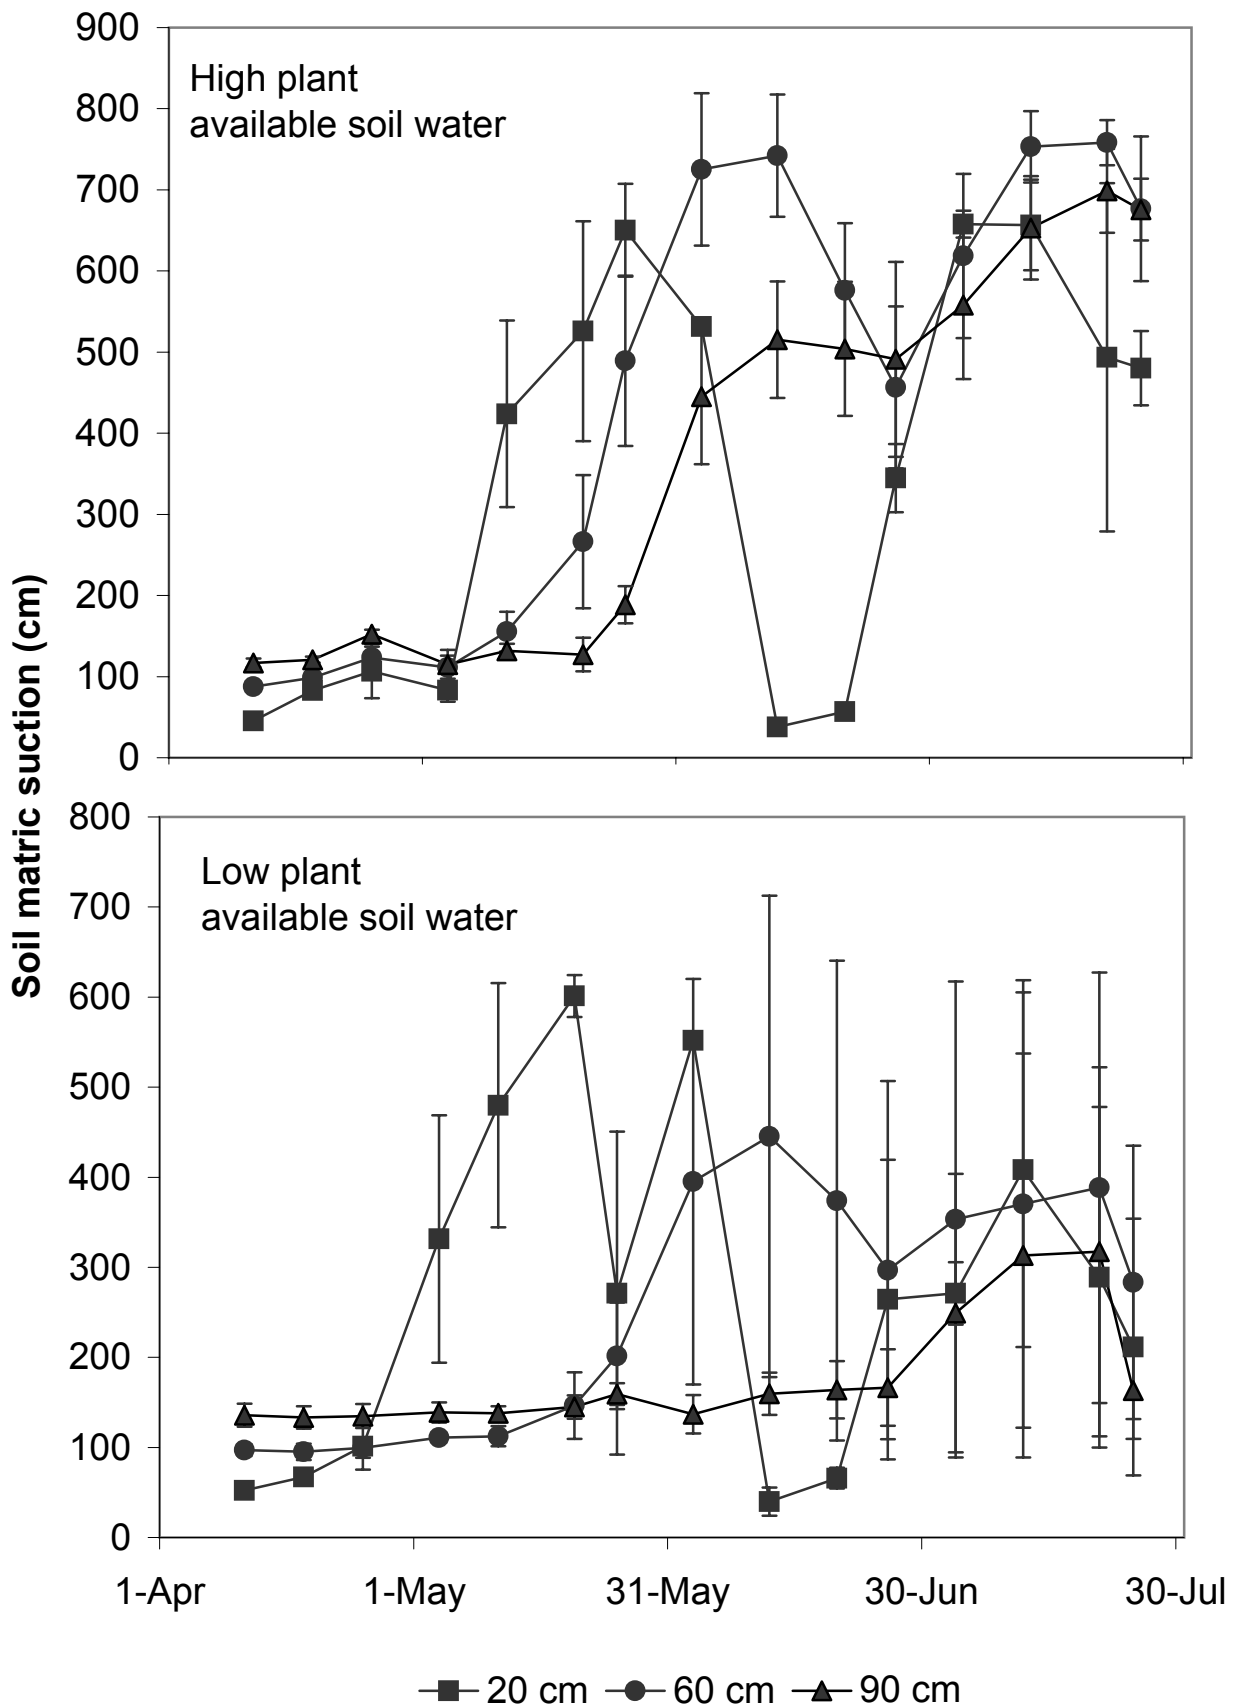 900
High plant
available soil water
800
700
600
500
400
300
200
100
0
Soil matric suction (cm)
800
Low plant
available soil water
700
600
500
400
300
200
100
0
1-Apr 1-May 31-May 30-Jun 30-Jul
20 cm 60 cm 90 cm